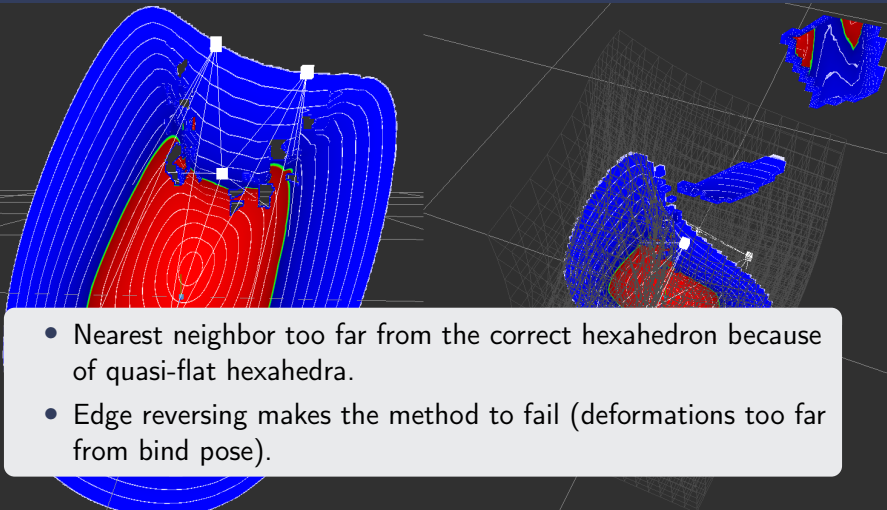 Nearest neighbor too far from the correct hexahedron because
of quasi-flat hexahedra.
Edge reversing makes the method to fail (deformations too far
from bind pose).